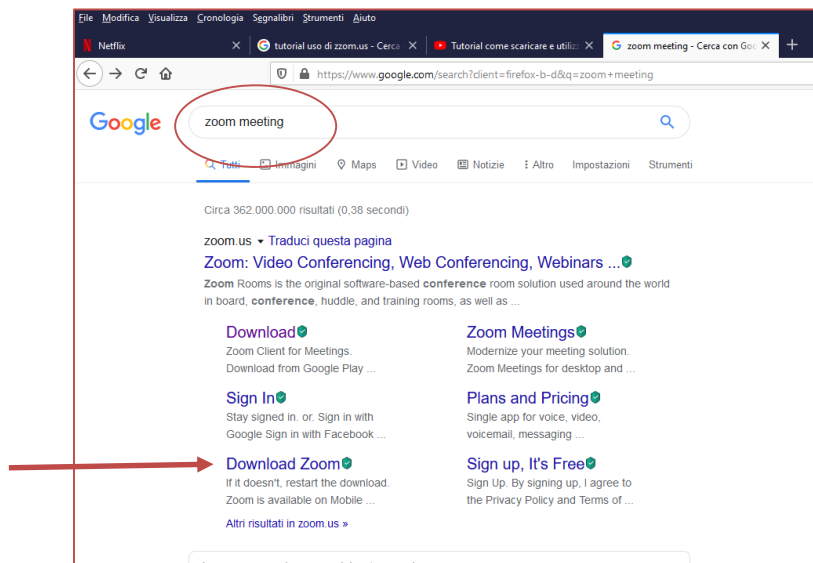 File Modifica Visualizza Cronologia Segnalibri Strumenti Aiuto
Netflix
tutorial uso di zzom.us - Cerca
Tutorial come scaricare e utiliz
zoom meeting - Cerca con Goo
https://www.google.com/search?client=firefox-b-d&q=zoom+meeting
Google
zoom meeting
Tutti Immagini Maps Video Notizie Altro Impostazioni Strumenti
Circa 362.000.000 risultati (0,38 secondi)
zoom.us Traduci questa pagina
Zoom: Video Conferencing, Web Conferencing, Webinars ...
Zoom Rooms is the original software-based conference room solution used around the world
in board, conference, huddle, and training rooms, as well as ...
Download
Zoom Client for Meetings.
Download from Google Play ...
Zoom Meetings
Modernize your meeting solution.
Zoom Meetings for desktop and ...
Sign In
Stay signed in. or. Sign in with
Google Sign in with Facebook ...
Plans and Pricing
Single app for voice, video,
voicemail, messaging ...
Download Zoom
If it doesn't, restart the download.
Zoom is available on Mobile ...
Sign up, It's Free
Sign Up. By signing up, I agree to
the Privacy Policy and Terms of ...
Altri risultati in zoom.us »